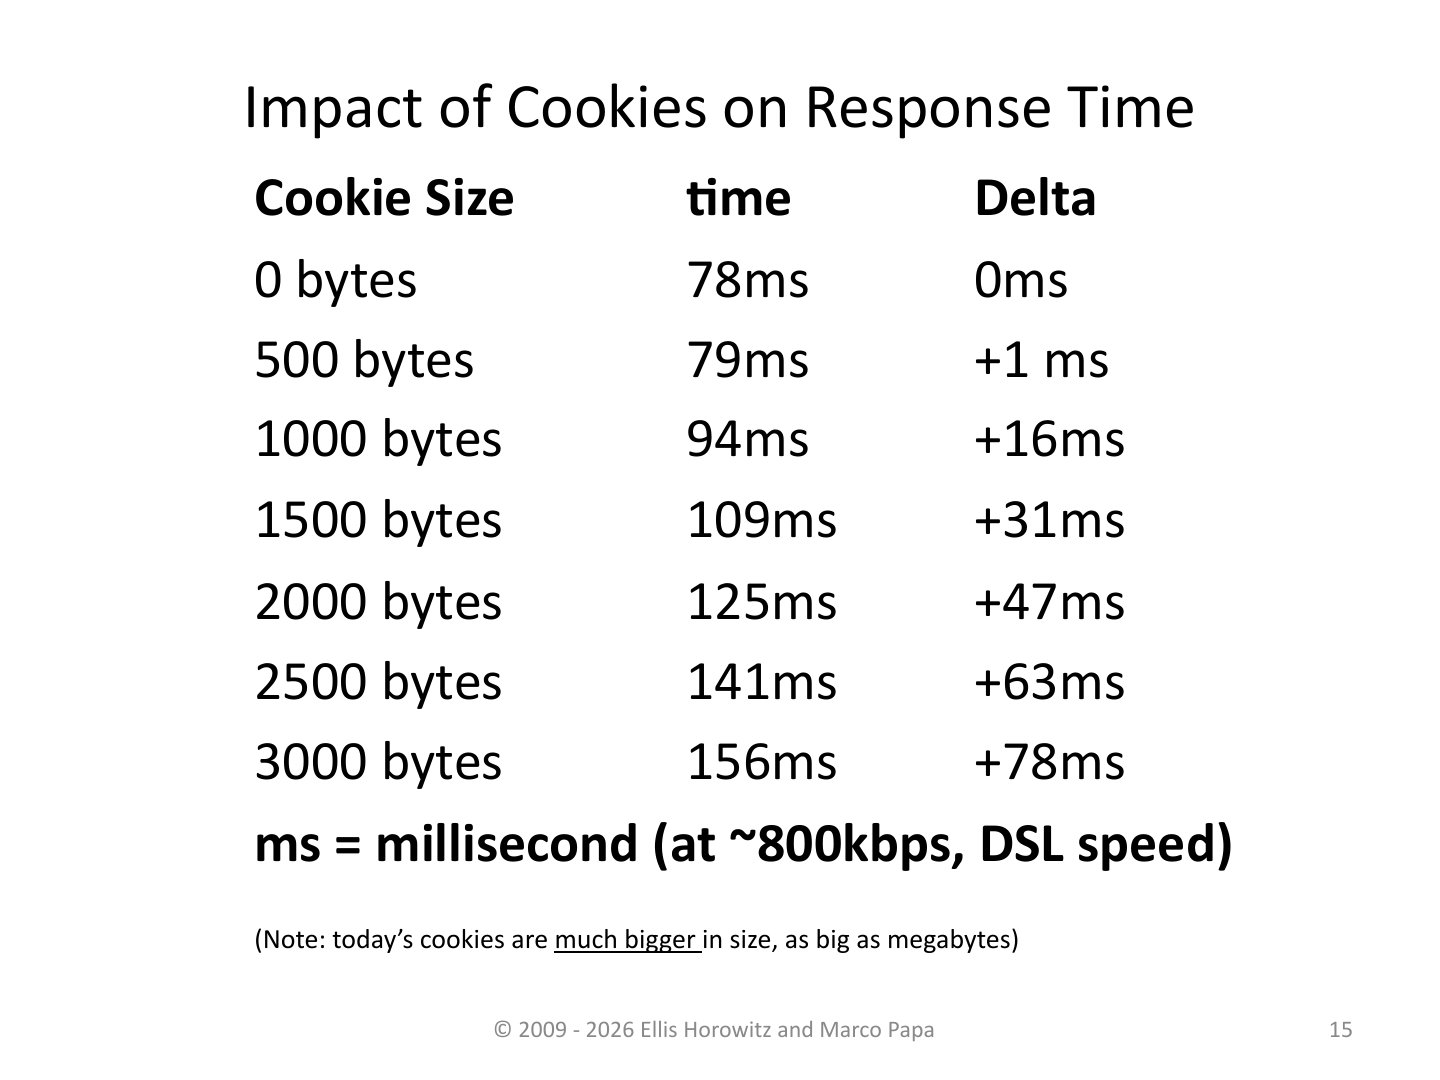 Impact of Cookies on Response Time
Cookie Size time Delta
0 bytes 78ms 0ms
500 bytes 79ms +1 ms
1000 bytes 94ms +16ms
1500 bytes 109ms +31ms
2000 bytes 125ms +47ms
2500 bytes 141ms +63ms
3000 bytes 156ms +78ms
ms = millisecond (at ~800kbps, DSL speed)
(Note: today’s cookies are much bigger in size, as big as megabytes)
© 2009 - 2026 Ellis Horowitz and Marco Papa 15